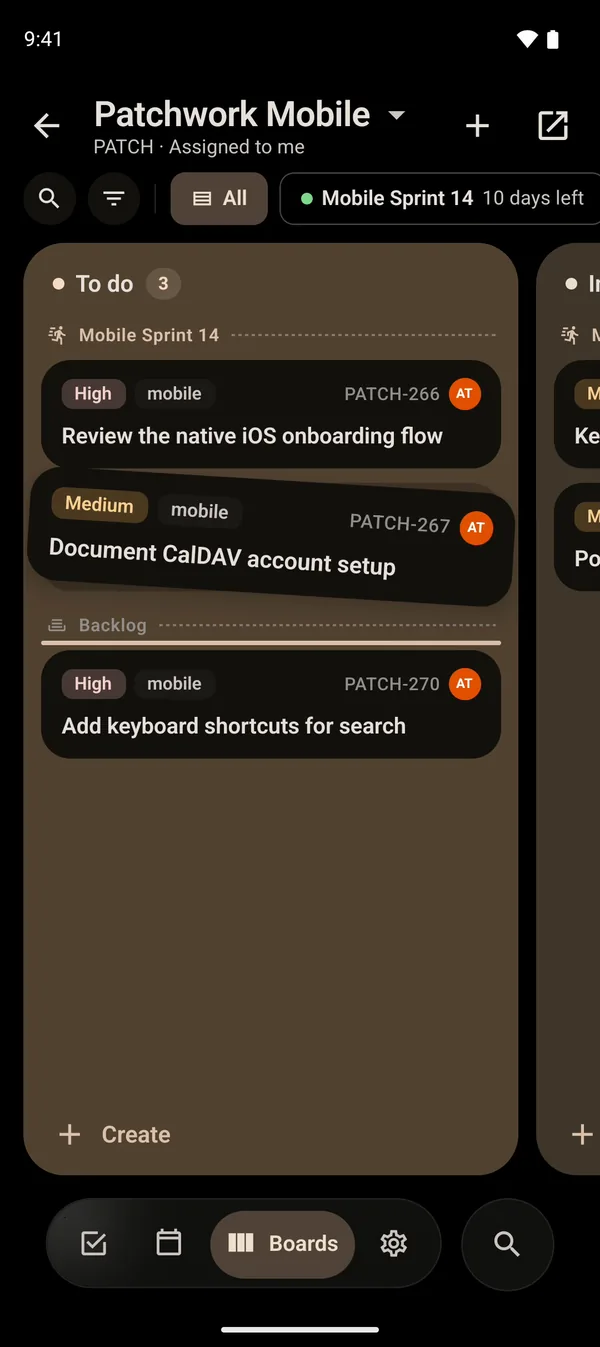 9:41
Patchwork Mobile
PATCH · Assigned to me
All
Mobile Sprint 14 10 days left
To do 3
Mobile Sprint 14
High mobile PATCH-266 AT
Review the native iOS onboarding flow
Medium mobile PATCH-267 AT
Document CalDAV account setup
Backlog
High mobile PATCH-270 AT
Add keyboard shortcuts for search
Create
Boards